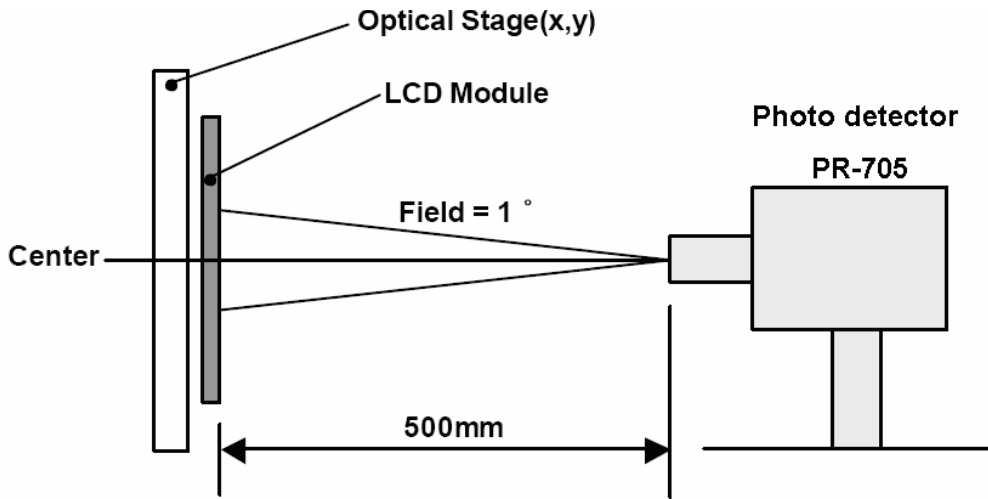 Optical Stage(x,y)
LCD Module
Photo detector
PR-705
Field = 1 °
Center
500mm